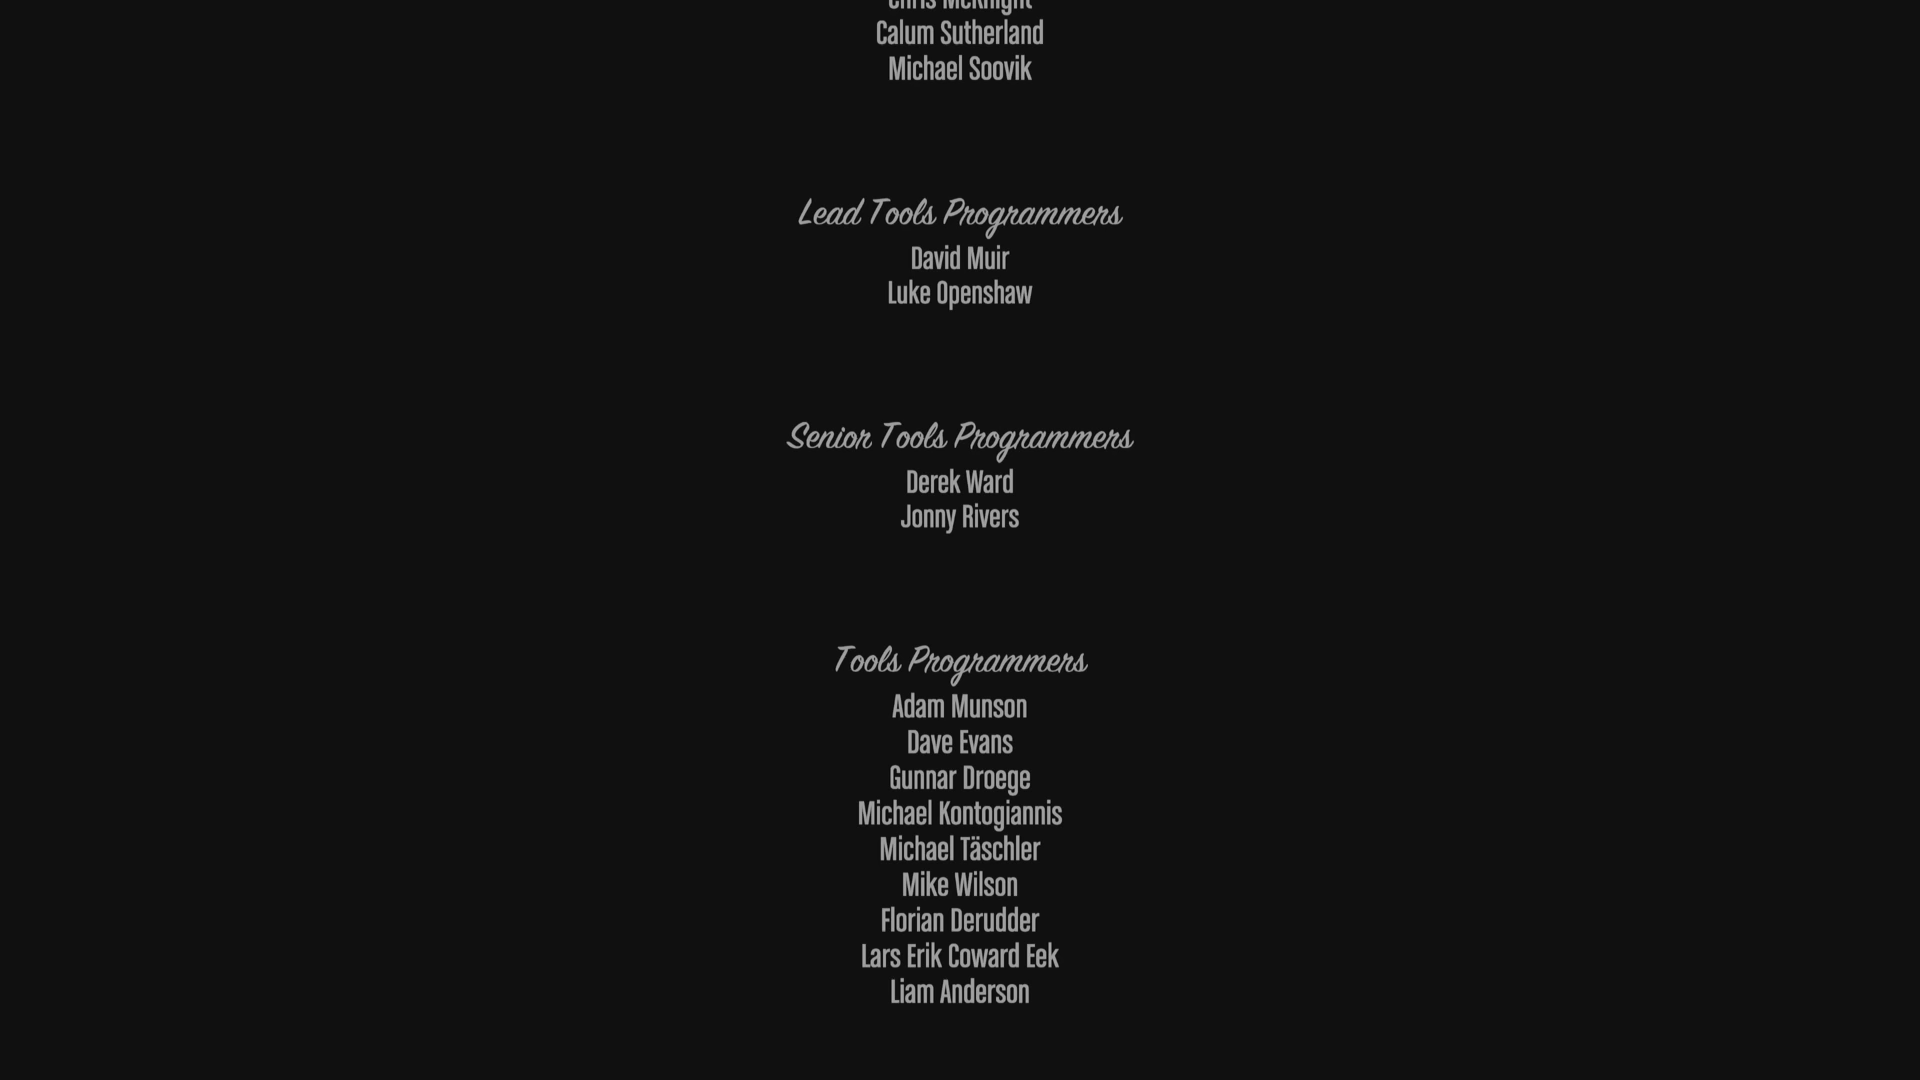 Chris McKnight
Calum Sutherland
Michael Soovik
Lead Tools Programmers
David Muir
Luke Openshaw
Senior Tools Programmers
Derek Ward
Jonny Rivers
Tools Programmers
Adam Munson
Dave Evans
Gunnar Droege
Michael Kontogiannis
Michael Täschler
Mike Wilson
Florian Derudder
Lars Erik Coward Eek
Liam Anderson